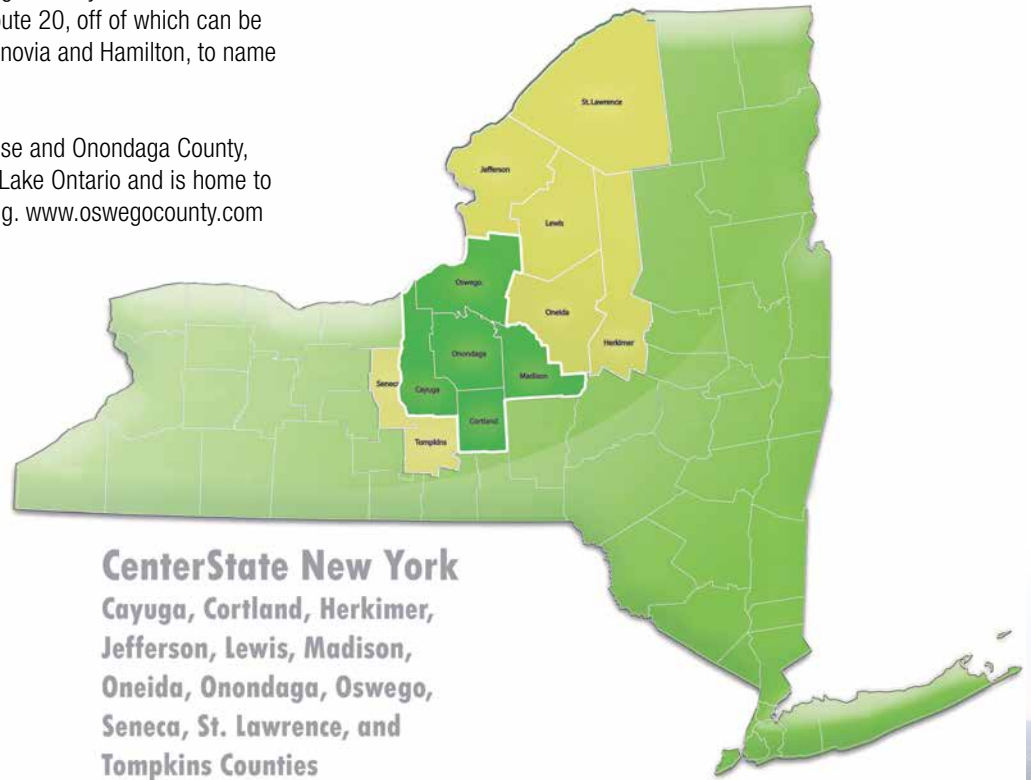 ute 20, off of which can be
novia and Hamilton, to name
se and Onondaga County,
Lake Ontario and is home to
g. www.oswegocounty.com
St. Lawrence
Jefferson
Lewis
Oswego
Oneida
Herkimer
Onondaga
Madison
Seneca
Cayuga
Cortland
Tompkins
CenterState New York
Cayuga, Cortland, Herkimer,
Jefferson, Lewis, Madison,
Oneida, Onondaga, Oswego,
Seneca, St. Lawrence, and
Tompkins Counties